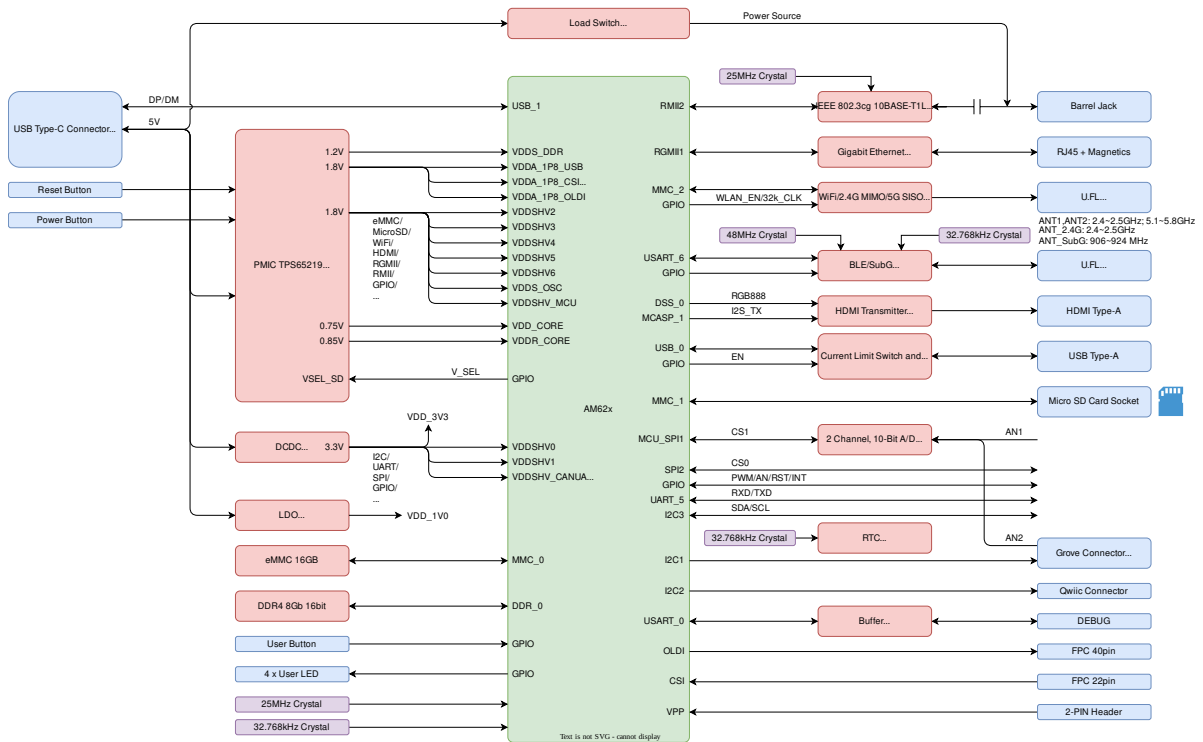 Load Switch...
Power Source
25MHz Crystal
USB Type-C Connector...
DP/DM
5V
USB_1
RMII2
IEEE 802.3cg 10BASE-T1L...
Barrel Jack
1.2V
VDDS_DDR
RGMII1
Gigabit Ethernet...
RJ45 + Magnetics
1.8V
VDDA_1P8_USB
VDDA_1P8_CSI...
VDDA_1P8_OLDI
Reset Button
Power Button
MMC_2
GPIO
WLAN_EN/32k_CLK
WiFi/2.4G MIMO/5G SISO...
U.FL...
ANT1,ANT2: 2.4~2.5GHz; 5.1~5.8GHz
ANT_2.4G: 2.4~2.5GHz
ANT_SubG: 906~924 MHz
1.8V
VDDSHV2
VDDSHV3
VDDSHV4
VDDSHV5
VDDSHV6
VDDS_OSC
VDDSHV_MCU
eMMC/
MicroSD/
WiFi/
HDMI/
RGMII/
RMII/
GPIO/
...
PMIC TPS65219...
48MHz Crystal
32.768kHz Crystal
USART_6
GPIO
BLE/SubG...
U.FL...
DSS_0
RGB888
MCASP_1
I2S_TX
HDMI Transmitter...
HDMI Type-A
0.75V
VDD_CORE
0.85V
VDDR_CORE
USB_0
GPIO
EN
Current Limit Switch and...
USB Type-A
VSEL_SD
V_SEL
GPIO
AM62x
MMC_1
Micro SD Card Socket
VDD_3V3
DCDC...
3.3V
VDDSHV0
VDDSHV1
VDDSHV_CANUA...
I2C/
UART/
SPI/
GPIO/
...
MCU_SPI1
CS1
2 Channel, 10-Bit A/D...
AN1
SPI2
CS0
GPIO
PWM/AN/RST/INT
UART_5
RXD/TXD
I2C3
SDA/SCL
LDO...
VDD_1V0
32.768kHz Crystal
RTC...
AN2
Grove Connector...
eMMC 16GB
MMC_0
I2C1
I2C2
Qwiic Connector
DDR4 8Gb 16bit
DDR_0
USART_0
Buffer...
DEBUG
User Button
GPIO
OLDI
FPC 40pin
4 x User LED
GPIO
CSI
FPC 22pin
25MHz Crystal
VPP
2-PIN Header
32.768kHz Crystal
Text is not SVG - cannot display